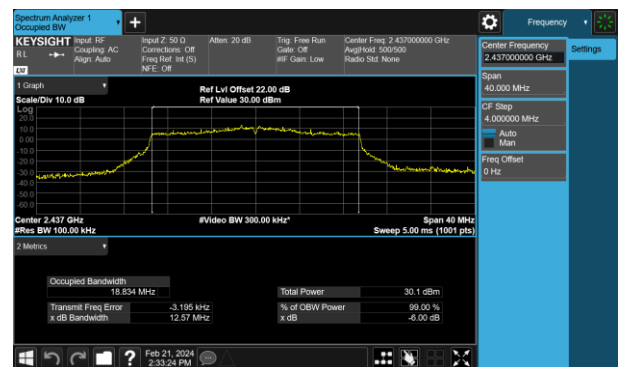 Spectrum Analyzer 1
Occupied BW
Frequency
KEYSIGHT
Input: RF
Coupling: AC
Align: Auto
RL
LXI
Input Z: 50 Ω
Corrections: Off
Freq Ref: Int (S)
NFE: Off
Atten: 20 dB
Trig: Free Run
Gate: Off
#IF Gain: Low
Center Freq: 2.437000000 GHz
Avg|Hold: 500/500
Radio Std: None
Center Frequency
2.437000000 GHz
Settings
Span
40.000 MHz
CF Step
4.000000 MHz
Auto
Man
Freq Offset
0 Hz
1 Graph
Scale/Div 10.0 dB
Ref Lvl Offset 22.00 dB
Ref Value 30.00 dBm
Log
20.0
10.0
0.00
-10.0
-20.0
-30.0
-40.0
-50.0
-60.0
Center 2.437 GHz
#Video BW 300.00 kHz*
Span 40 MHz
#Res BW 100.00 kHz
Sweep 5.00 ms (1001 pts)
2 Metrics
Occupied Bandwidth
18.834 MHz
Total Power 30.1 dBm
Transmit Freq Error -3.195 kHz
% of OBW Power 99.00 %
x dB Bandwidth 12.57 MHz
x dB -6.00 dB
?
Feb 21, 2024
2:33:24 PM